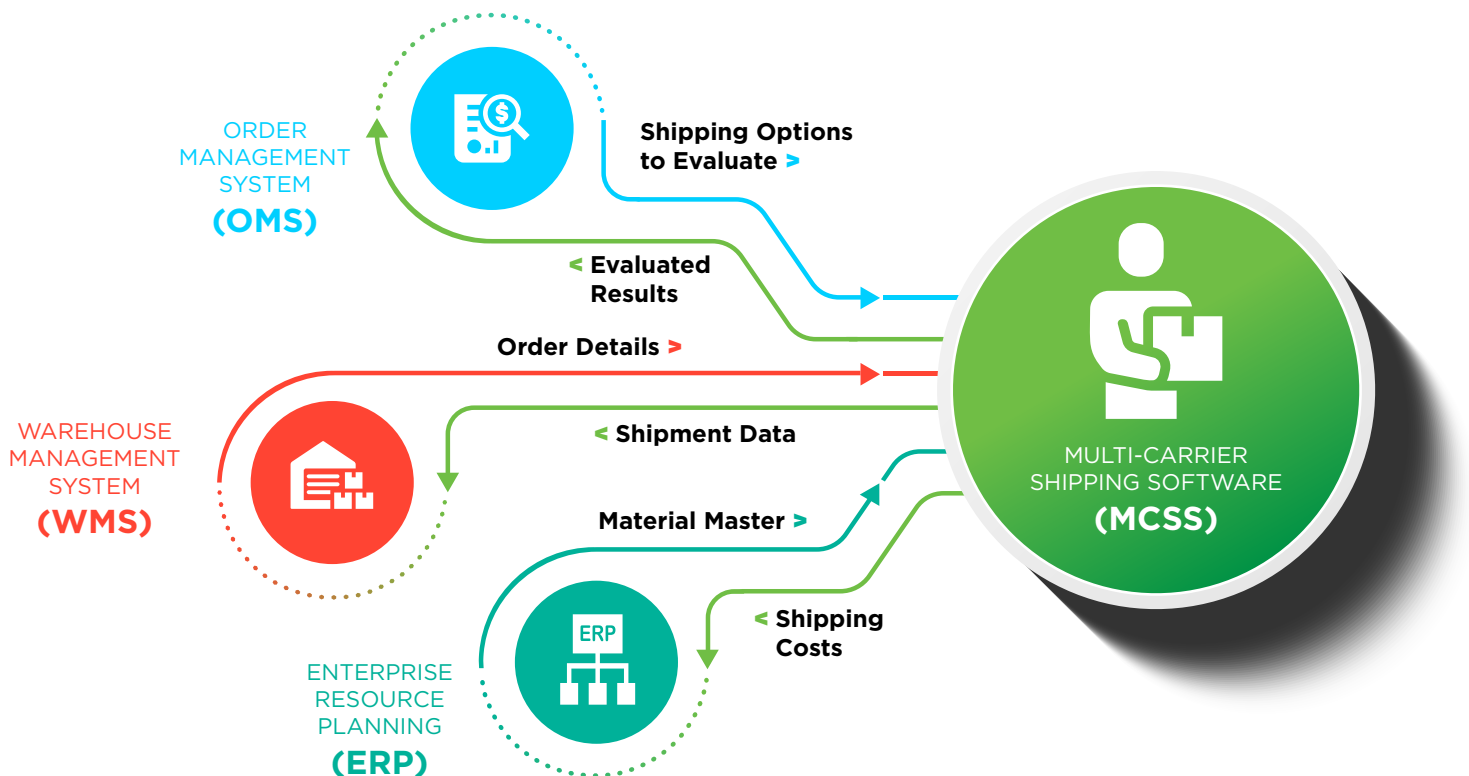 ORDER
MANAGEMENT
SYSTEM
(OMS)
$
Shipping Options
to Evaluate >
< Evaluated
Results
Order Details >
WAREHOUSE
MANAGEMENT
SYSTEM
(WMS)
< Shipment Data
Material Master >
ENTERPRISE
RESOURCE
PLANNING
(ERP)
ERP
< Shipping
Costs
MULTI-CARRIER
SHIPPING SOFTWARE
(MCSS)